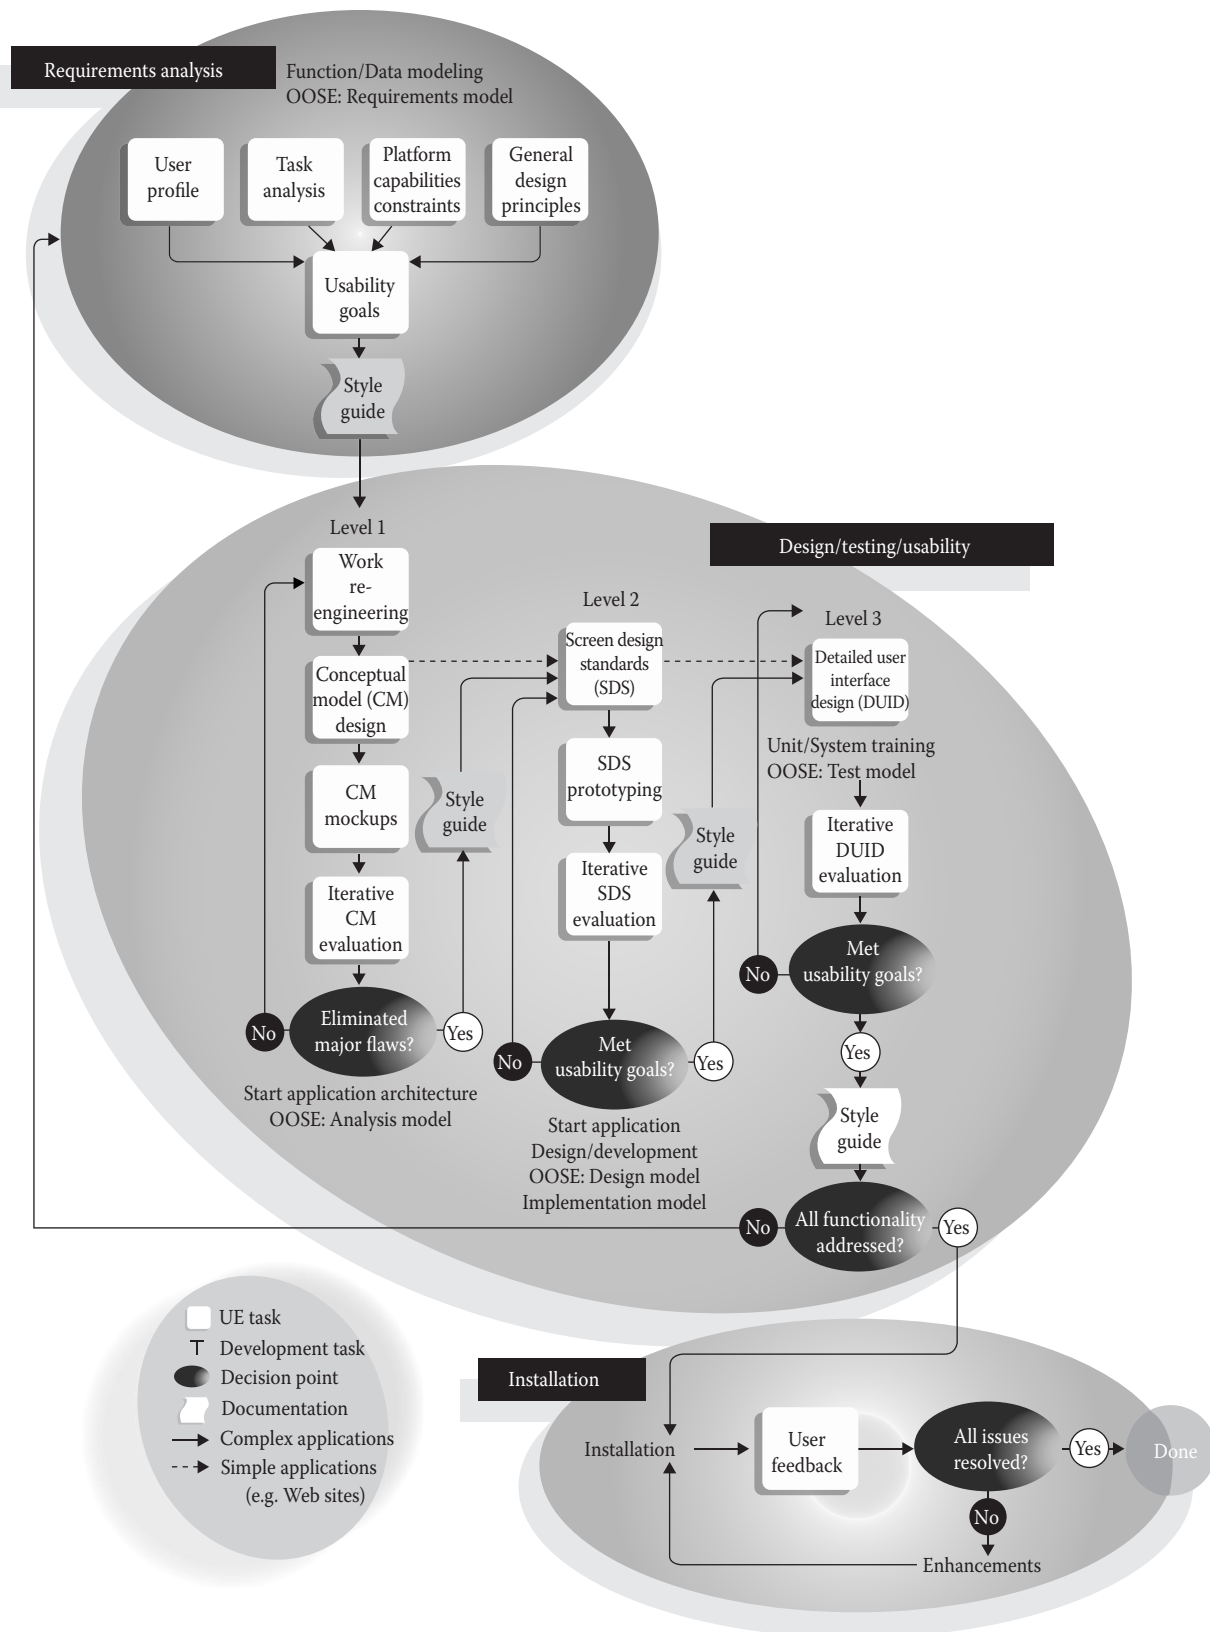 Requirements analysis
Function/Data modeling
OOSE: Requirements model
User
profile
Task
analysis
Platform
capabilities
constraints
General
design
principles
Usability
goals
Style
guide
Level 1
Design/testing/usability
Work
re-
engineering
Conceptual
model (CM)
design
CM
mockups
Iterative
CM
evaluation
Eliminated
major flaws?
No
Yes
Start application architecture
OOSE: Analysis model
Style
guide
Level 2
Screen design
standards
(SDS)
SDS
prototyping
Iterative
SDS
evaluation
Met
usability goals?
No
Yes
Start application
Design/development
OOSE: Design model
Implementation model
Style
guide
Level 3
Detailed user
interface
design (DUID)
Unit/System training
OOSE: Test model
Iterative
DUID
evaluation
Met
usability goals?
No
Yes
Style
guide
All functionality
addressed?
No
Yes
UE task
Development task
Decision point
Documentation
Complex applications
Simple applications
(e.g. Web sites)
Installation
Installation
User
feedback
All issues
resolved?
Yes
Done
No
Enhancements